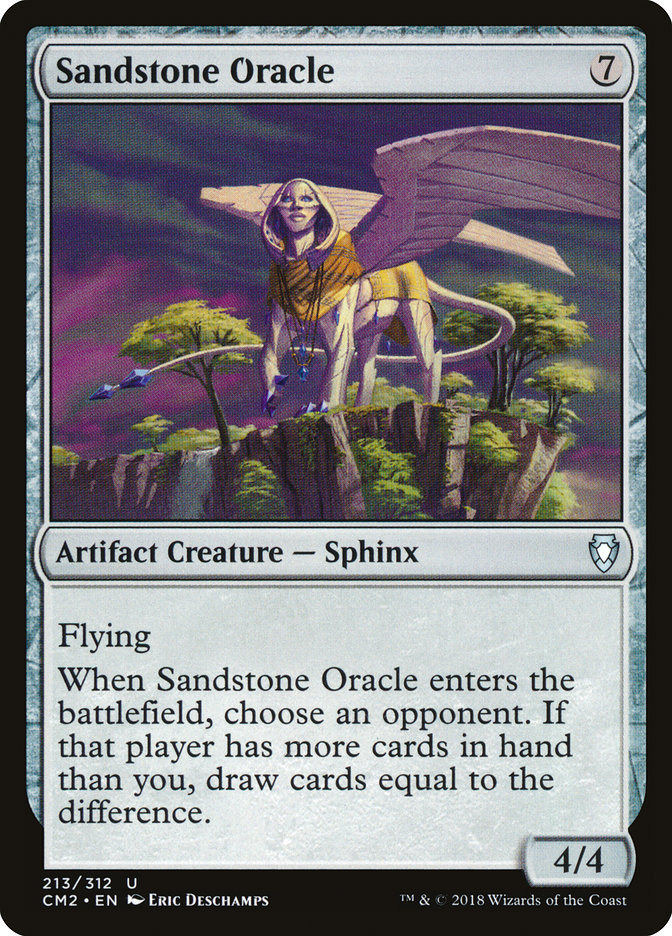 Sandstone Oracle 7
Artifact Creature — Sphinx
Flying
When Sandstone Oracle enters the
battlefield, choose an opponent. If
that player has more cards in hand
than you, draw cards equal to the
difference.
4/4
213/312 U
CM2 • EN Eric Deschamps
™ & © 2018 Wizards of the Coast